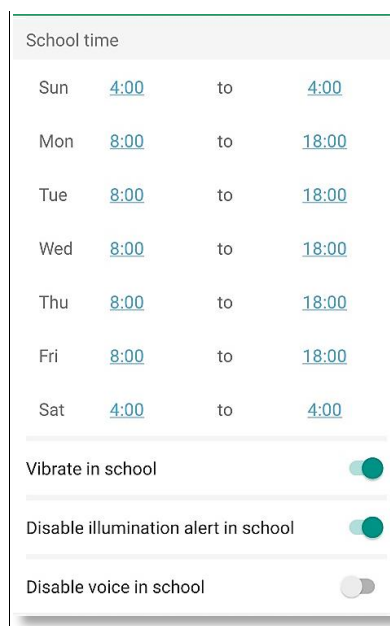 School time
Sun 4:00 to 4:00
Mon 8:00 to 18:00
Tue 8:00 to 18:00
Wed 8:00 to 18:00
Thu 8:00 to 18:00
Fri 8:00 to 18:00
Sat 4:00 to 4:00
Vibrate in school
Disable illumination alert in school
Disable voice in school